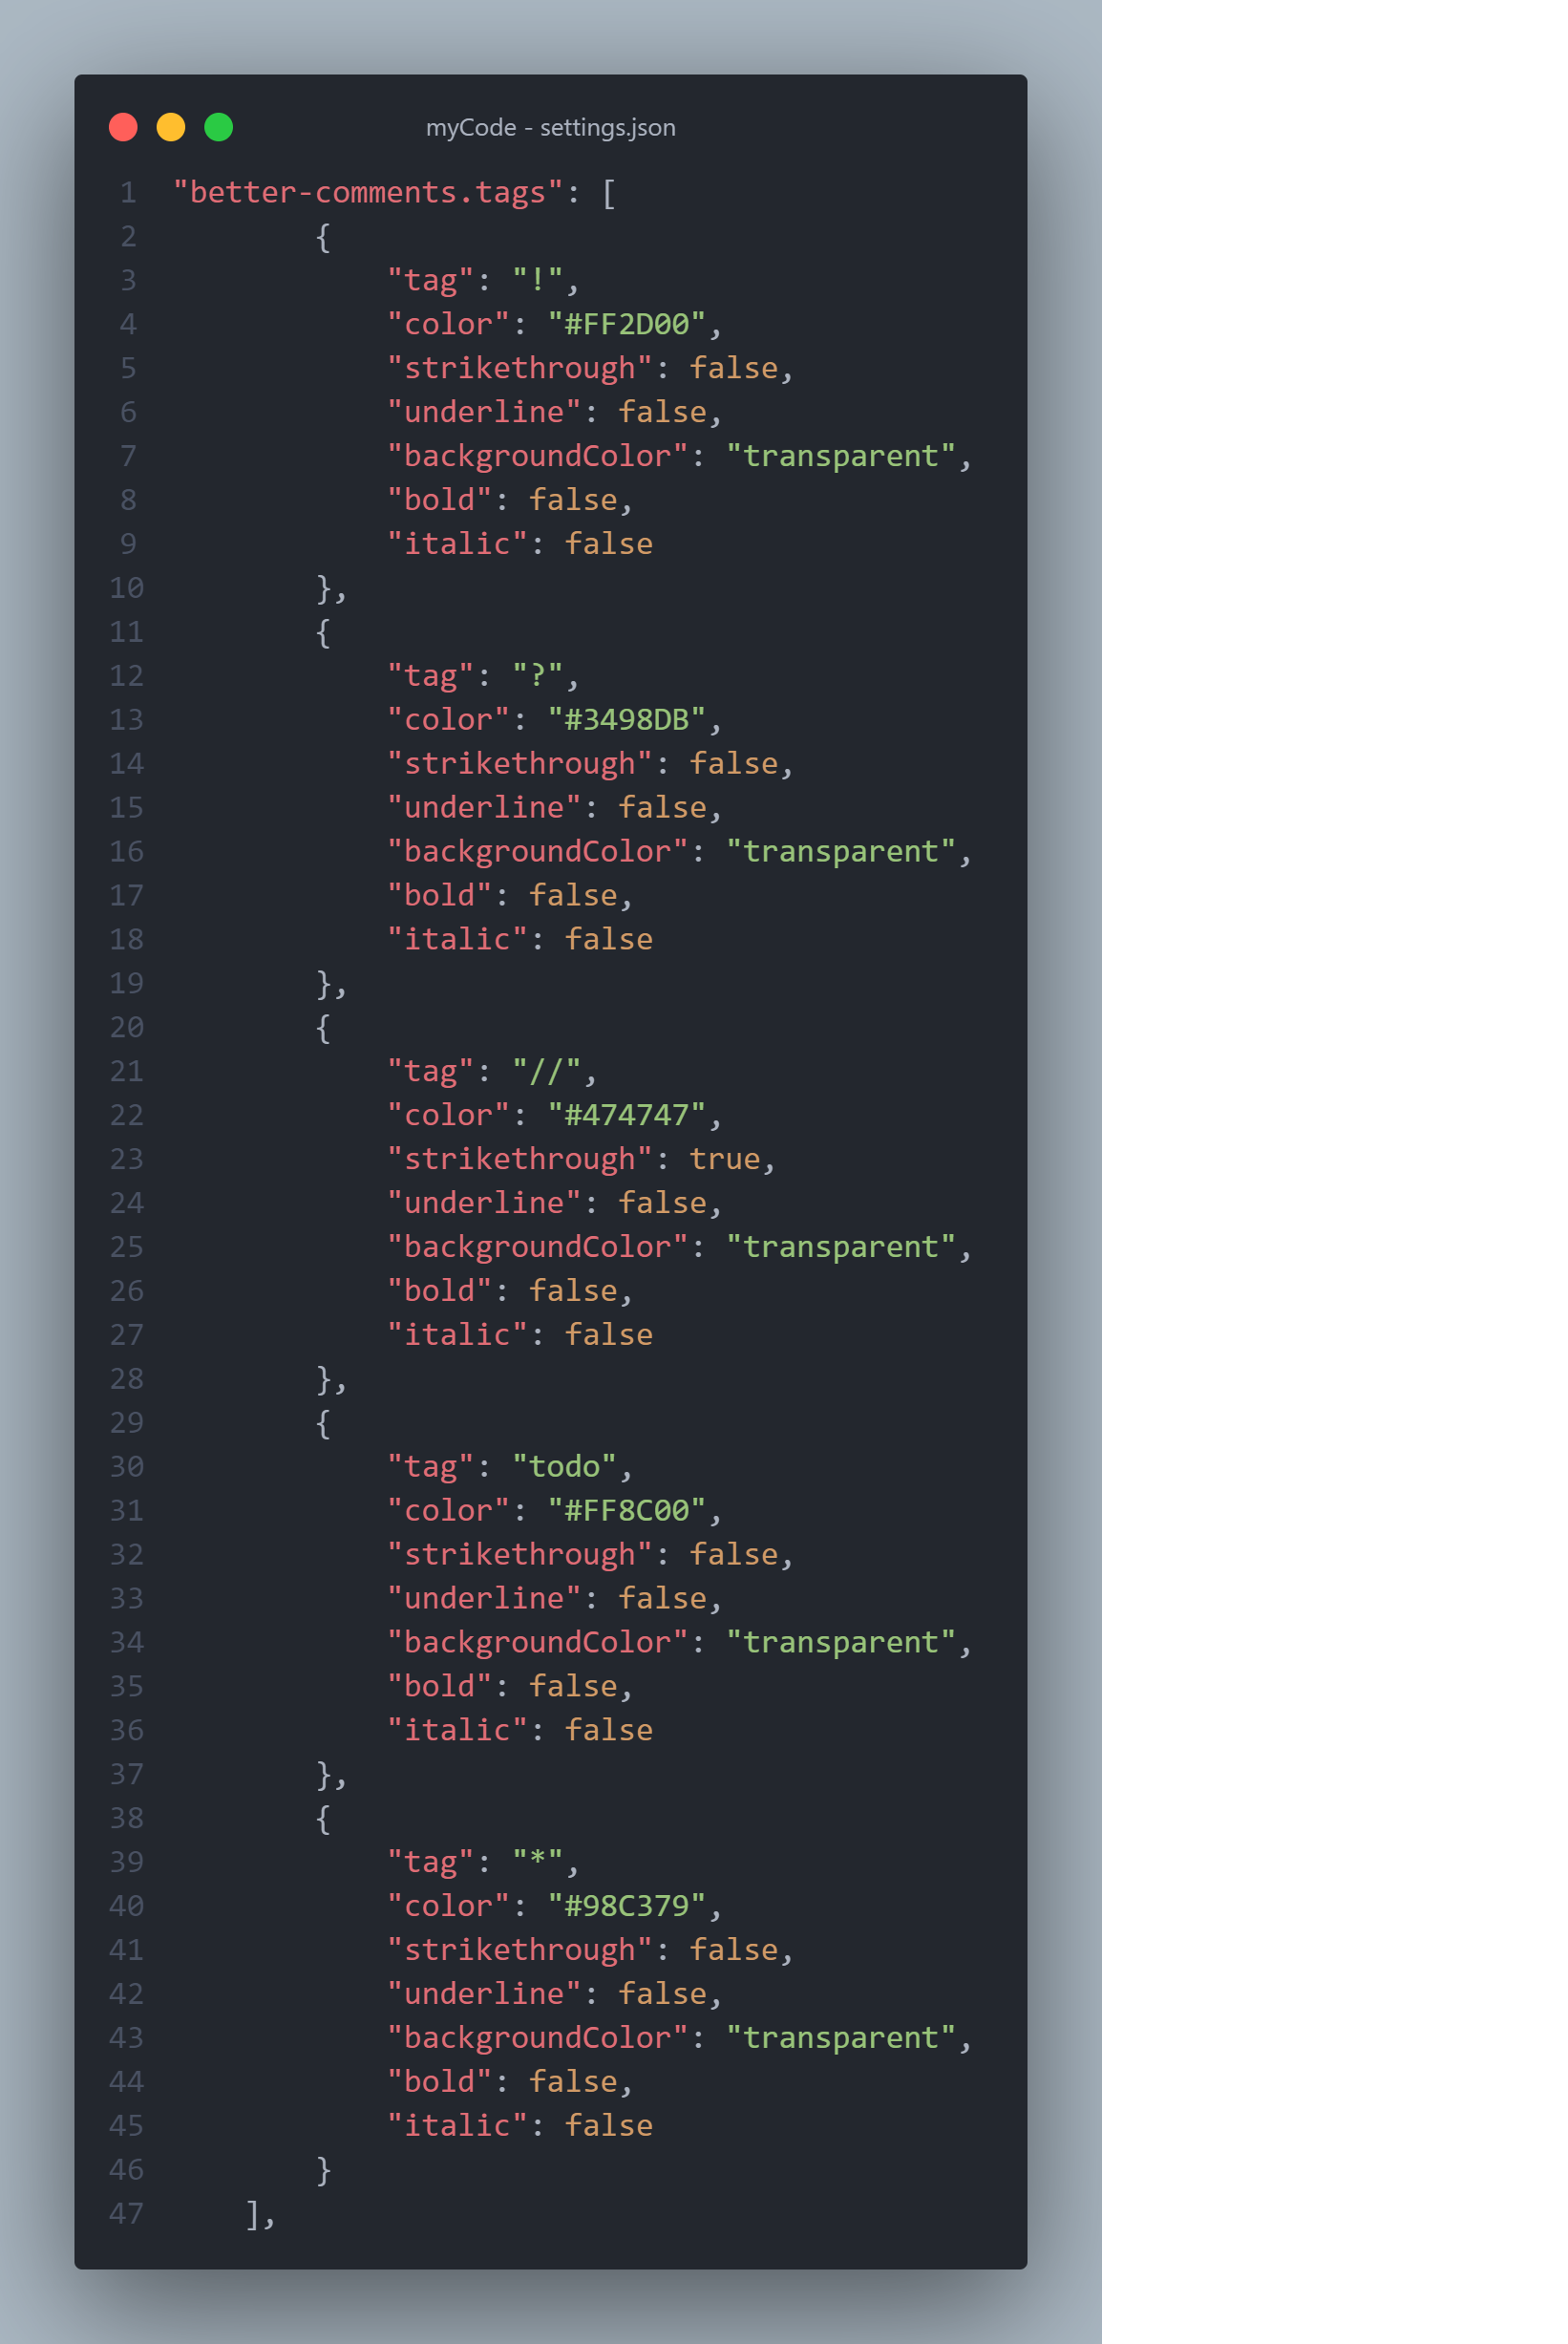 myCode - settings.json
1 "better-comments.tags": [
2         {
3             "tag": "!",
4             "color": "#FF2D00",
5             "strikethrough": false,
6             "underline": false,
7             "backgroundColor": "transparent",
8             "bold": false,
9             "italic": false
10         },
11         {
12             "tag": "?",
13             "color": "#3498DB",
14             "strikethrough": false,
15             "underline": false,
16             "backgroundColor": "transparent",
17             "bold": false,
18             "italic": false
19         },
20         {
21             "tag": "//",
22             "color": "#474747",
23             "strikethrough": true,
24             "underline": false,
25             "backgroundColor": "transparent",
26             "bold": false,
27             "italic": false
28         },
29         {
30             "tag": "todo",
31             "color": "#FF8C00",
32             "strikethrough": false,
33             "underline": false,
34             "backgroundColor": "transparent",
35             "bold": false,
36             "italic": false
37         },
38         {
39             "tag": "*",
40             "color": "#98C379",
41             "strikethrough": false,
42             "underline": false,
43             "backgroundColor": "transparent",
44             "bold": false,
45             "italic": false
46         }
47     ],